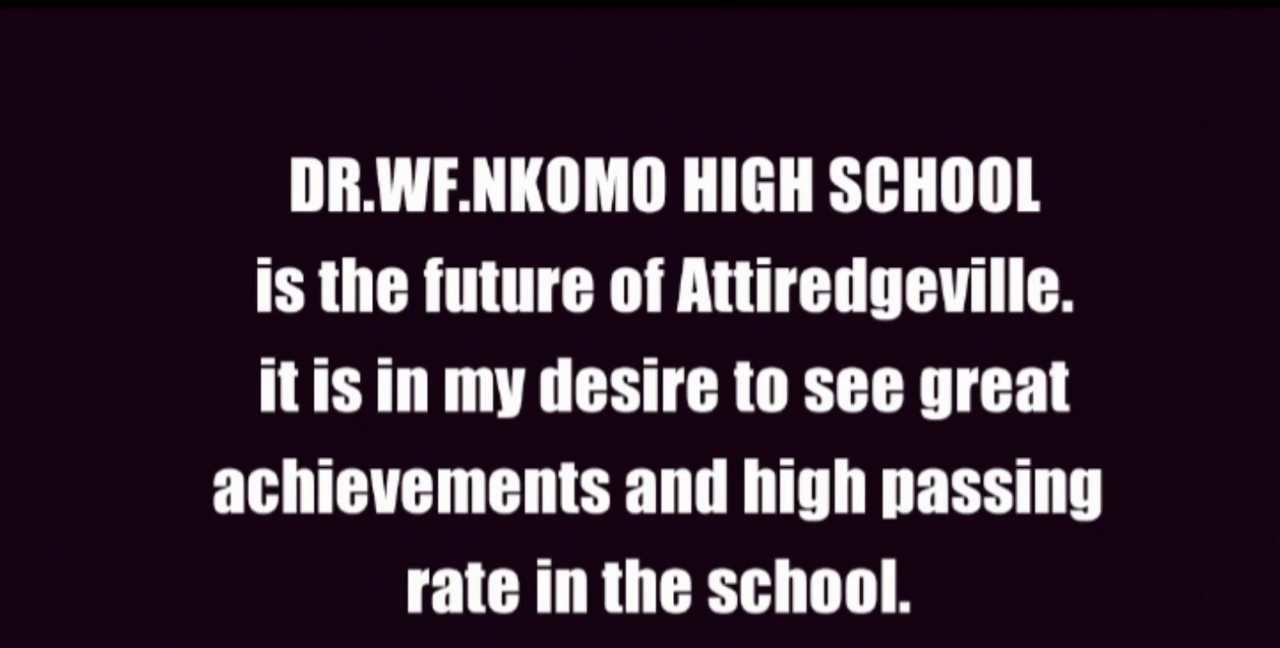 DR.WF.NKOMO HIGH SCHOOL
is the future of Attiredgeville.
it is in my desire to see great
achievements and high passing
rate in the school.